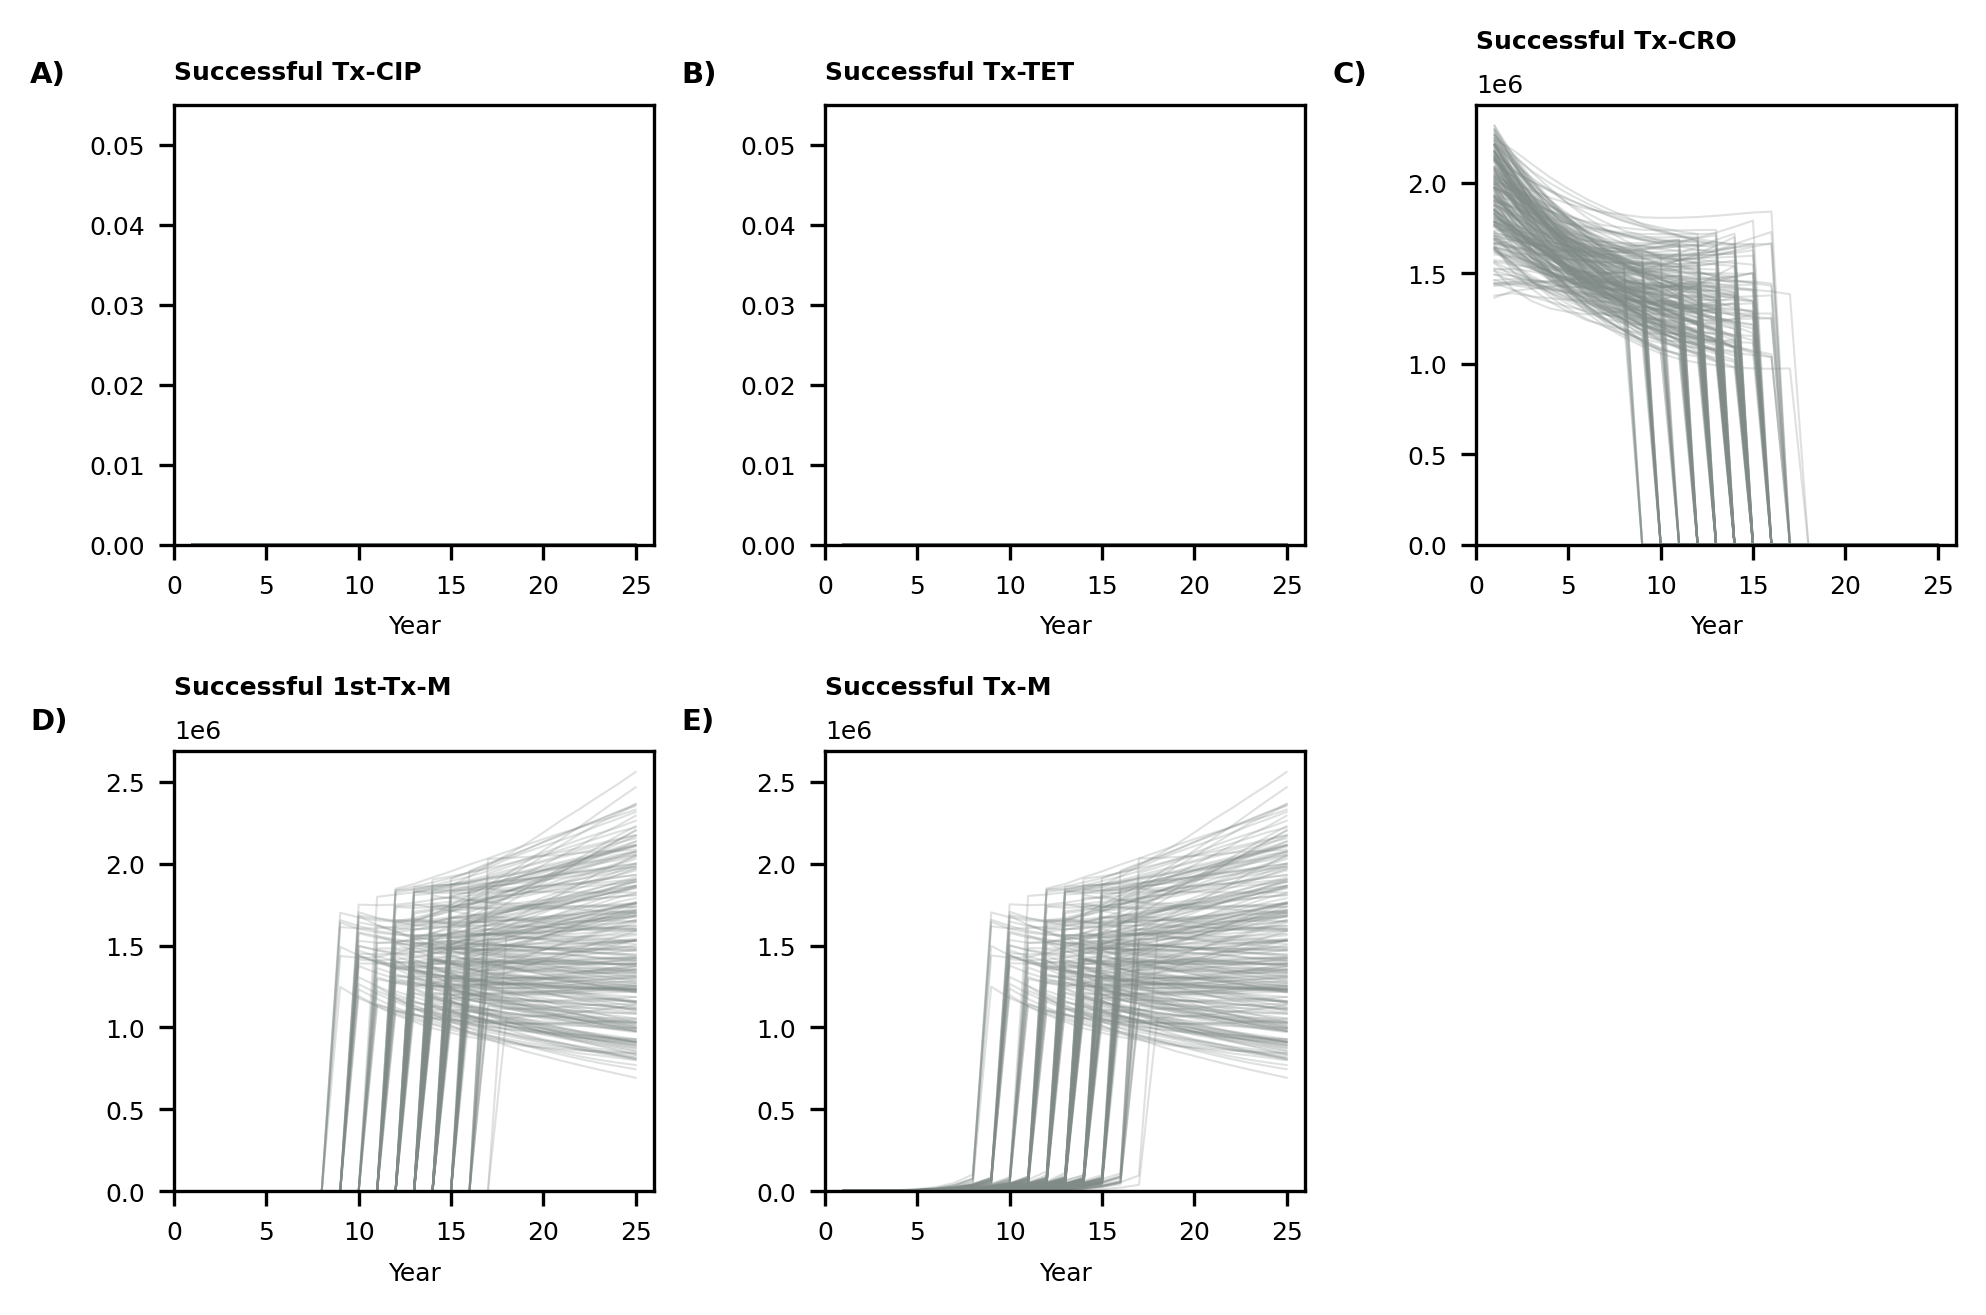 A)
Successful Tx-CIP
0.05
0.04
0.03
0.02
0.01
0.00
0 5 10 15 20 25
Year
B)
Successful Tx-TET
0.05
0.04
0.03
0.02
0.01
0.00
0 5 10 15 20 25
Year
C)
Successful Tx-CRO
1e6
2.0
1.5
1.0
0.5
0.0
0 5 10 15 20 25
Year
D)
Successful 1st-Tx-M
1e6
2.5
2.0
1.5
1.0
0.5
0.0
0 5 10 15 20 25
Year
E)
Successful Tx-M
1e6
2.5
2.0
1.5
1.0
0.5
0.0
0 5 10 15 20 25
Year